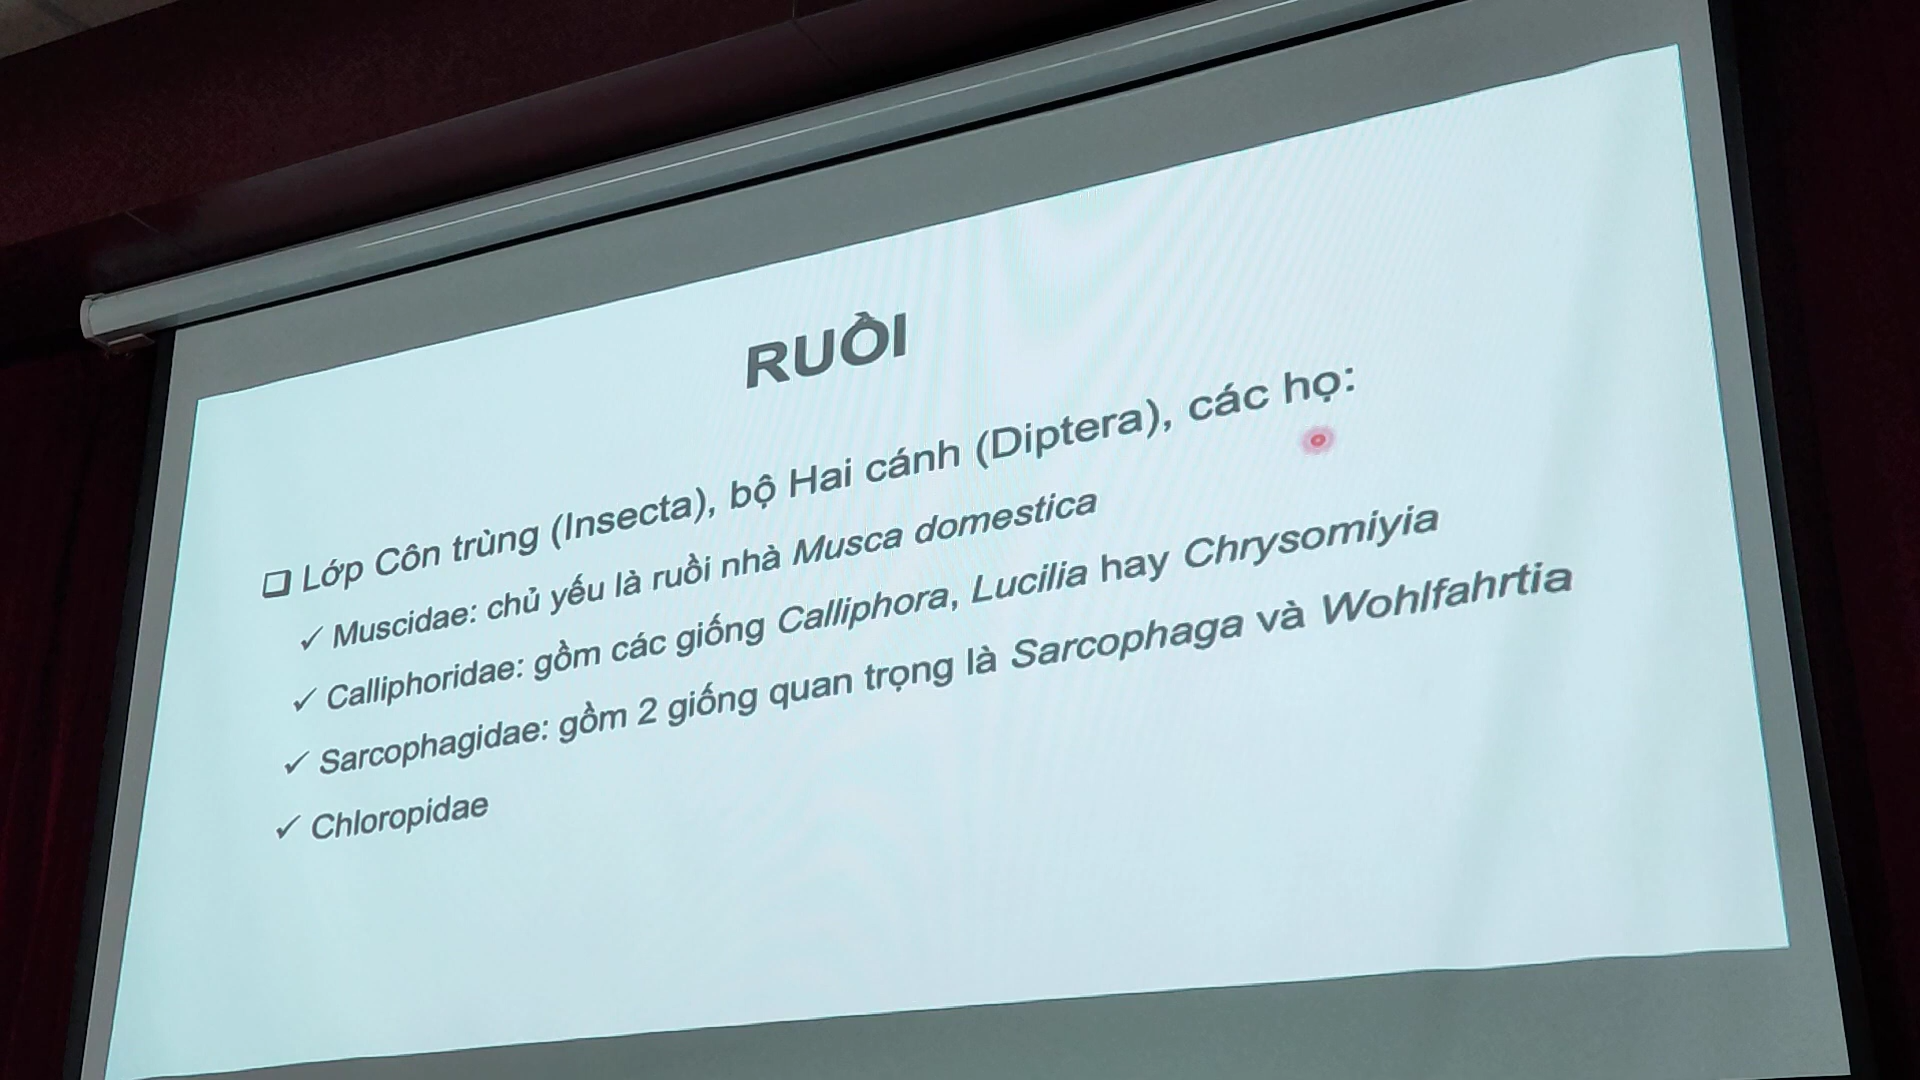 RUỒI
❑ Lớp Côn trùng (Insecta), bộ Hai cánh (Diptera), các họ:
✓ Muscidae: chủ yếu là ruồi nhà Musca domestica
✓ Calliphoridae: gồm các giống Calliphora, Lucilia hay Chrysomiyia
✓ Sarcophagidae: gồm 2 giống quan trọng là Sarcophaga và Wohlfahrtia
✓ Chloropidae